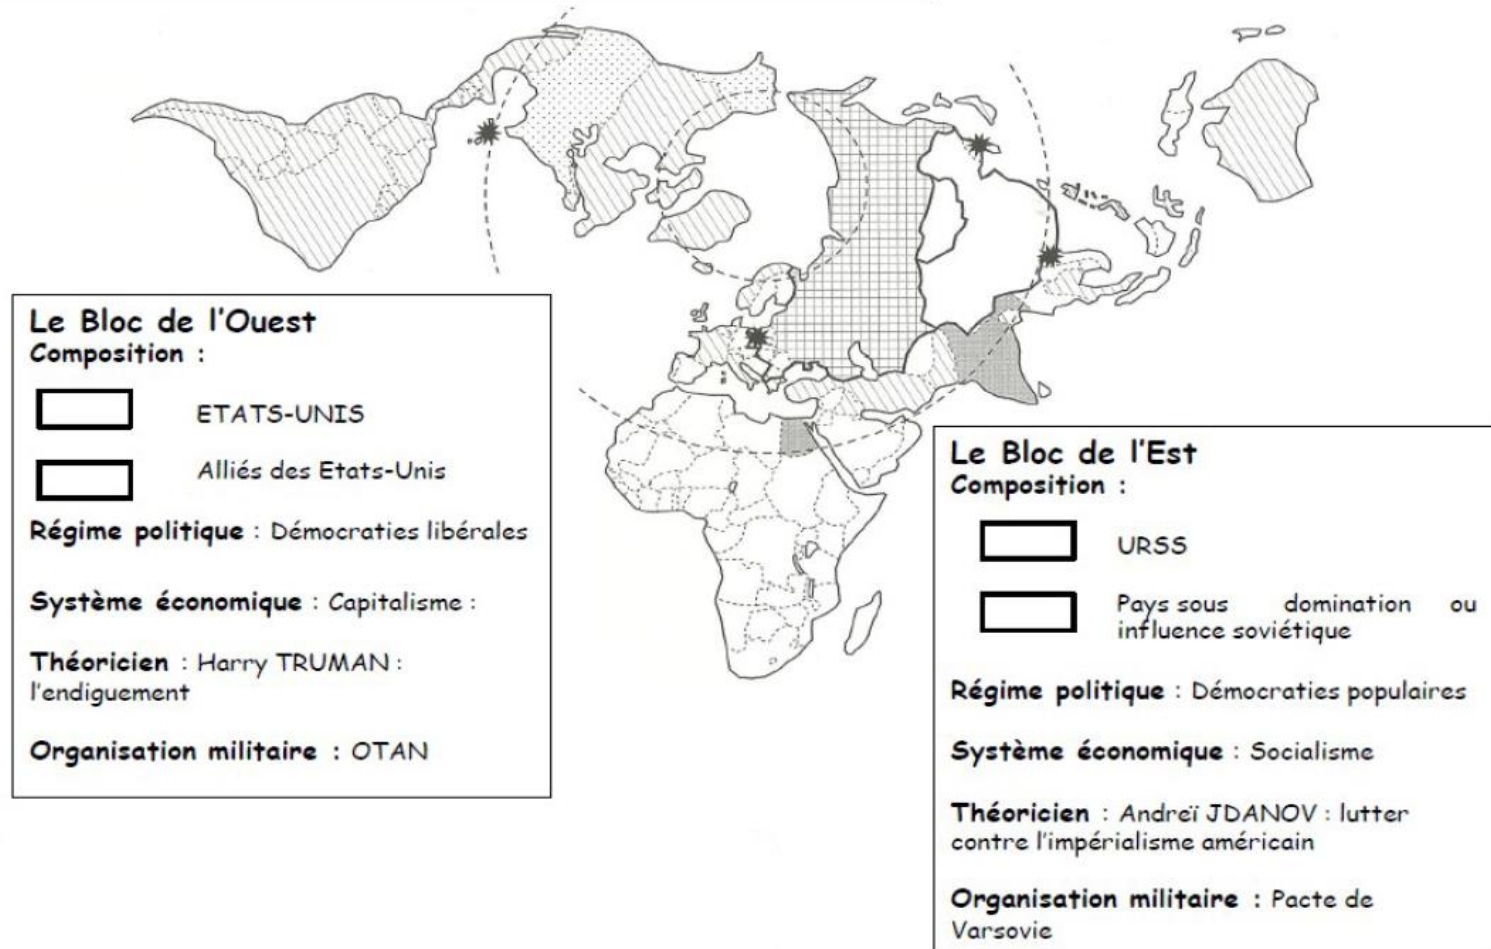 Le Bloc de l'Ouest
Composition :
ETATS-UNIS
Alliés des Etats-Unis
Régime politique : Démocraties libérales
Système économique : Capitalisme :
Théoricien : Harry TRUMAN :
l'endiguement
Organisation militaire : OTAN
Le Bloc de l'Est
Composition :
URSS
Pays sous domination ou
influence soviétique
Régime politique : Démocraties populaires
Système économique : Socialisme
Théoricien : Andreï JDANOV : lutter
contre l'impérialisme américain
Organisation militaire : Pacte de
Varsovie